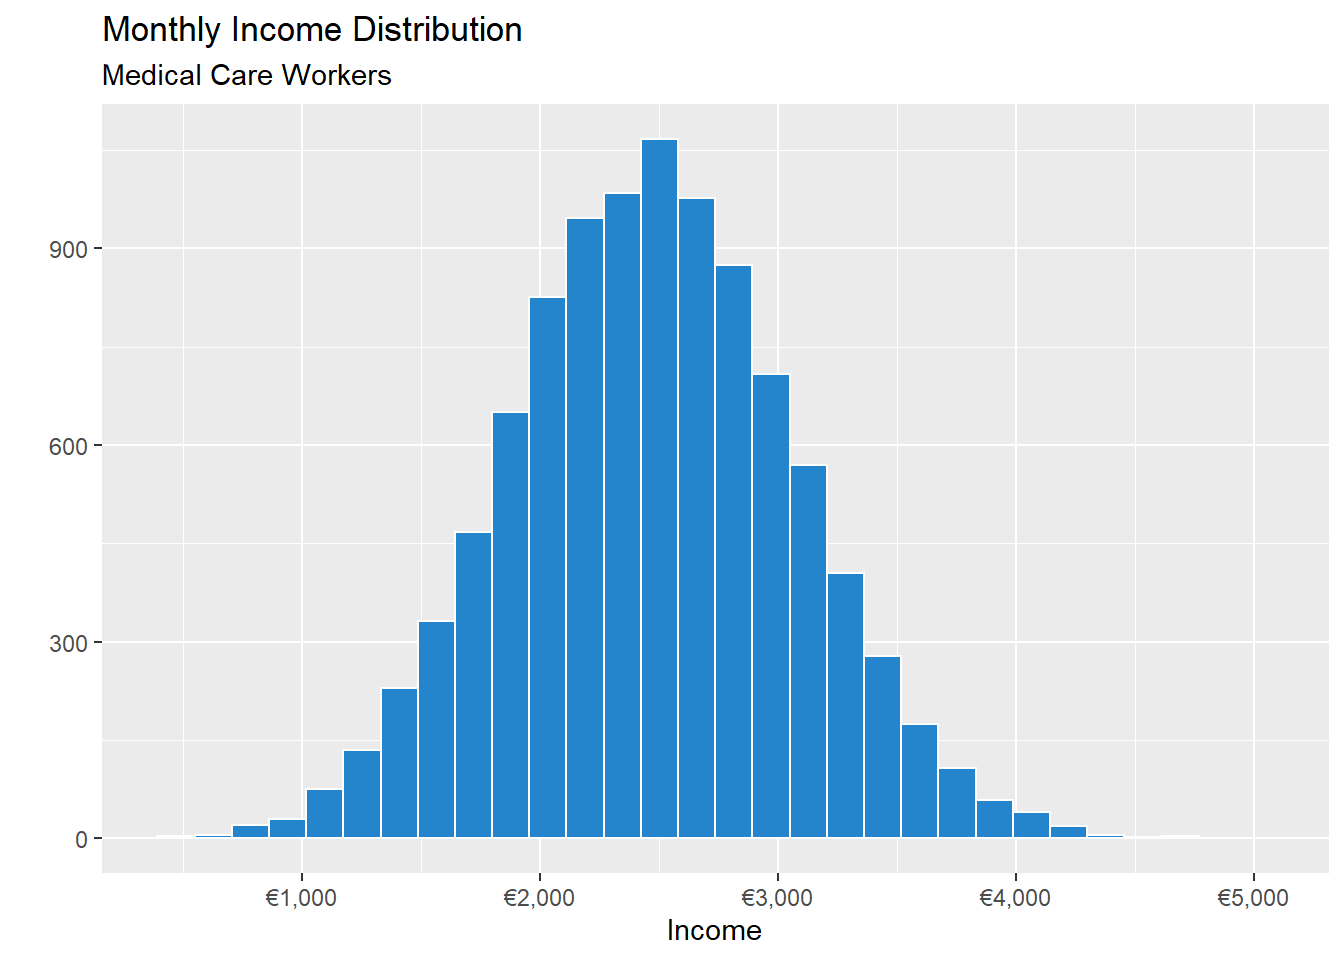 Monthly Income Distribution
Medical Care Workers
900
600
300
0
€1,000 €2,000 €3,000 €4,000 €5,000
Income